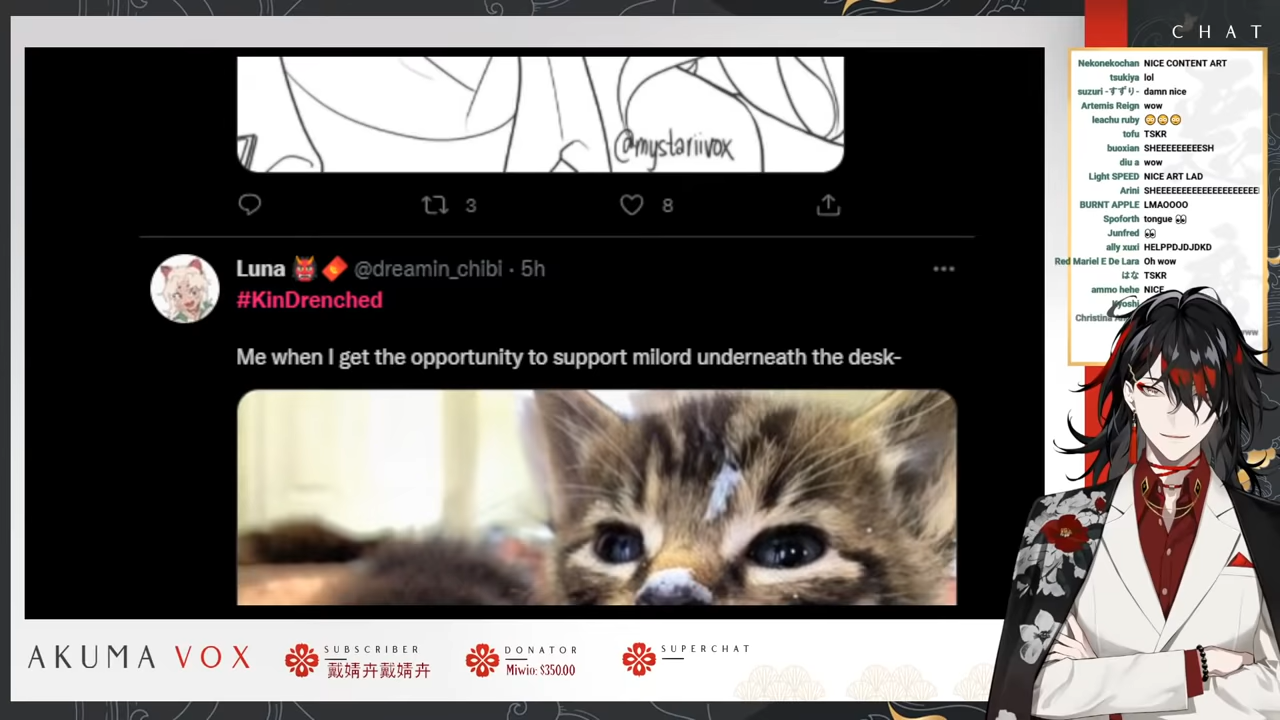 CHAT
Nekonekochan NICE CONTENT ART
tsukiya lol
suzuri -すずり- damn nice
Artemis Reign wow
leachu ruby 😳😳😳
tofu TSKR
buoxian SHEEEEEEEEESH
diu a wow
Light SPEED NICE ART LAD
Arini SHEEEEEEEEEEEEEEEEEEE
BURNT APPLE LMAOOOO
Spoforth tongue 👀
Junfred 👀
ally xuxi HELPPDJDJDKD
Red Mariel E De Lara Oh wow
はな TSKR
ammo hehe NICE
Kyoshi
Christina
@mystariivox
3
8
Luna 👹🧧 @dreamin_chibi · 5h
#KinDrenched
Me when I get the opportunity to support milord underneath the desk-
AKUMA VOX
SUBSCRIBER
戴婧卉戴婧卉
DONATOR
Miwio: $350.00
SUPERCHAT